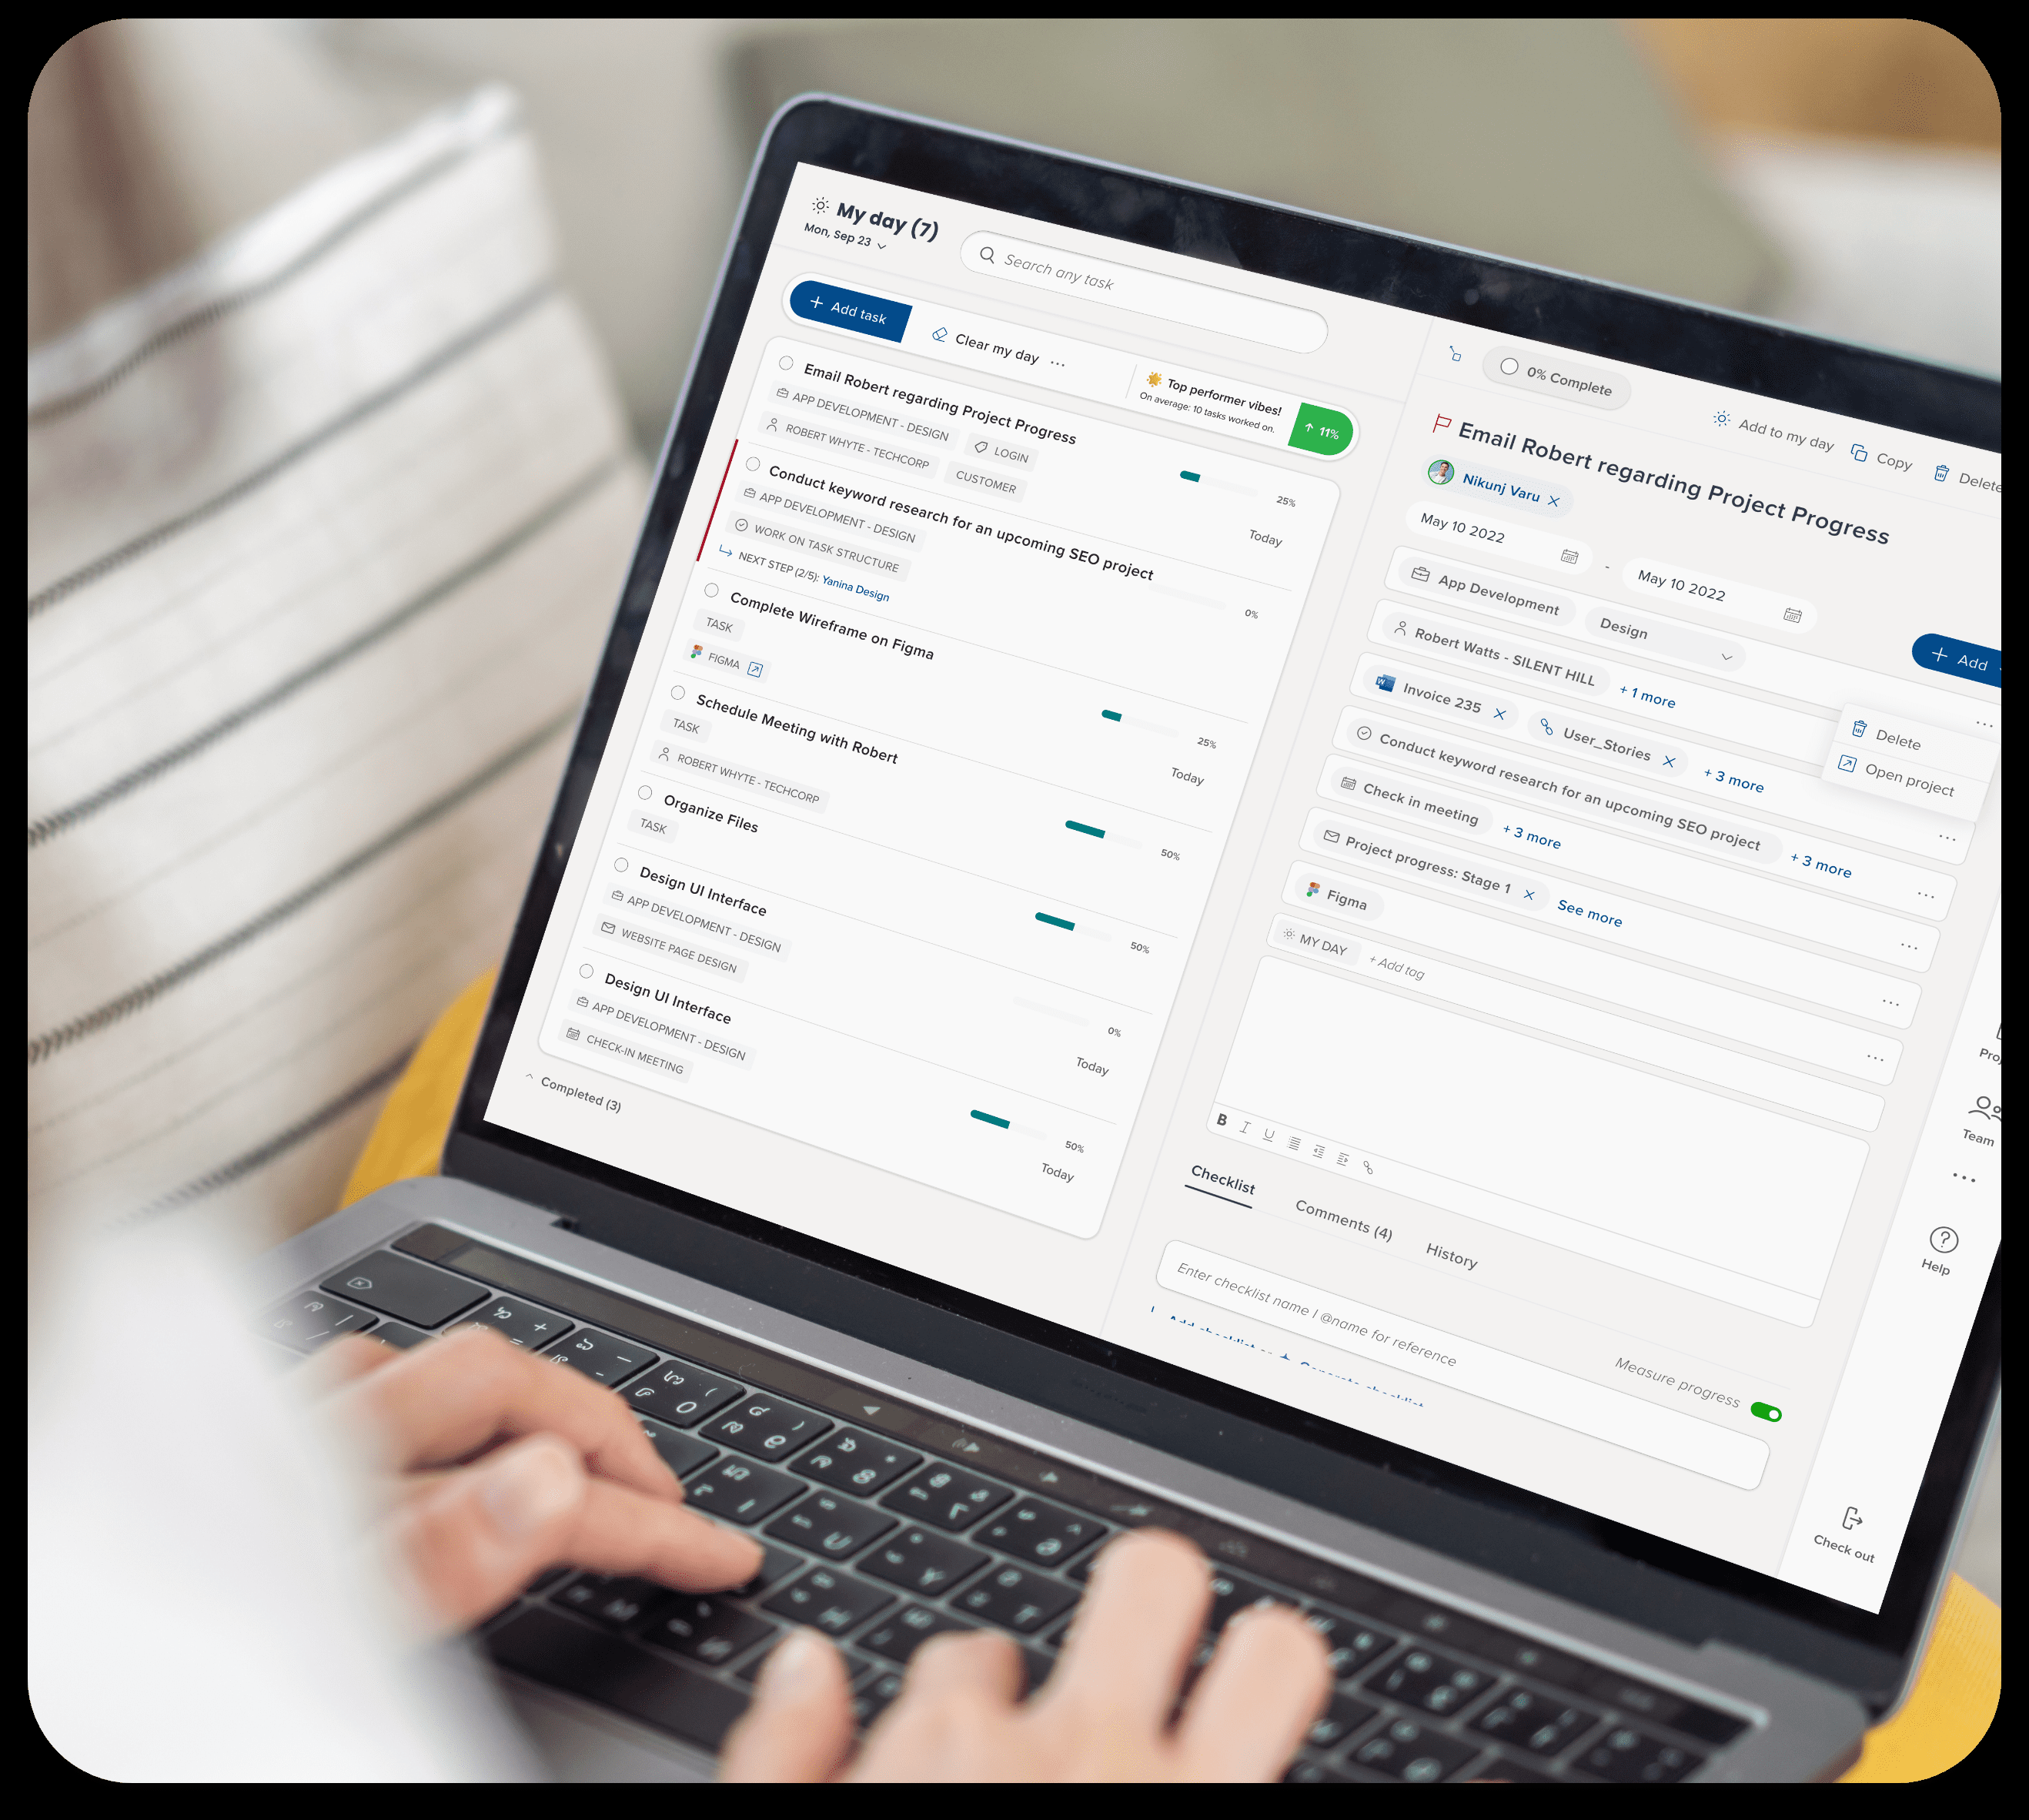 My day (7)
Mon, Sep 23
Search any task
Add task
Clear my day
Top performer vibes!
On average: 10 tasks worked on.
11%
Email Robert regarding Project Progress
APP DEVELOPMENT - DESIGN
LOGIN
ROBERT WHYTE - TECHCORP
CUSTOMER
25%
Today
Conduct keyword research for an upcoming SEO project
APP DEVELOPMENT - DESIGN
WORK ON TASK STRUCTURE
NEXT STEP (2/5): Yanina Design
0%
Complete Wireframe on Figma
TASK
FIGMA
25%
Today
Schedule Meeting with Robert
TASK
ROBERT WHYTE - TECHCORP
50%
Organize Files
TASK
50%
Design UI Interface
APP DEVELOPMENT - DESIGN
WEBSITE PAGE DESIGN
0%
Today
Design UI Interface
APP DEVELOPMENT - DESIGN
CHECK-IN MEETING
50%
Today
Completed (3)
0% Complete
Add to my day
Copy
Delete
Email Robert regarding Project Progress
Nikunj Varu
May 10 2022 - May 10 2022
App Development
Design
Add
Robert Watts - SILENT HILL
+ 1 more
Delete
Open project
Invoice 235
User_Stories
+ 3 more
Conduct keyword research for an upcoming SEO project
+ 3 more
Check in meeting
+ 3 more
Project progress: Stage 1
See more
Figma
MY DAY
+ Add tag
B I U
Checklist
Comments (4)
History
Enter checklist name I @name for reference
Measure progress
Team
Help
Check out